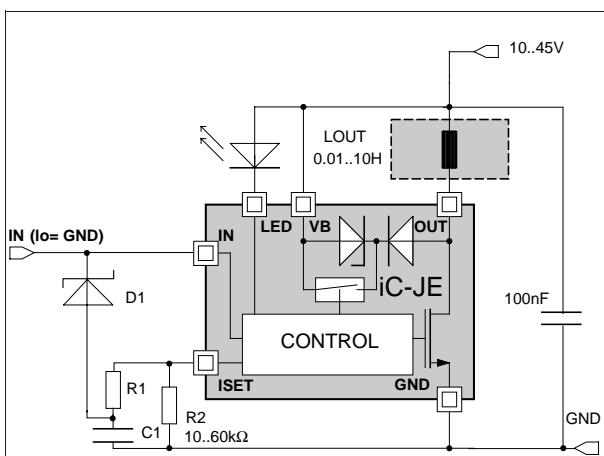 10..45V
LOUT
0.01..10H
IN (lo= GND)
IN
LED
VB
OUT
iC-JE
D1
100nF
CONTROL
ISET
GND
R1
R2
C1
10..60kΩ
GND